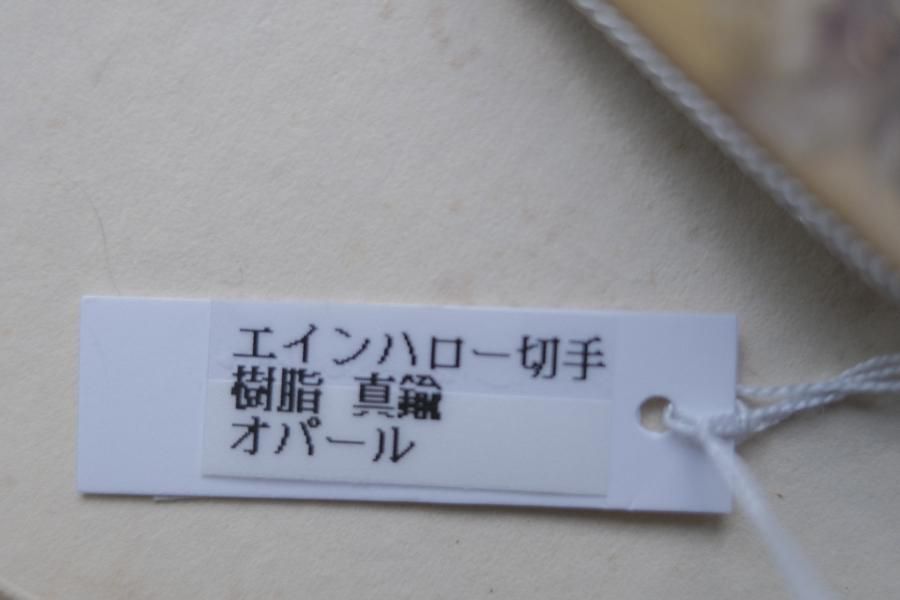 エインハロー切手
樹脂 真鍮
オパール